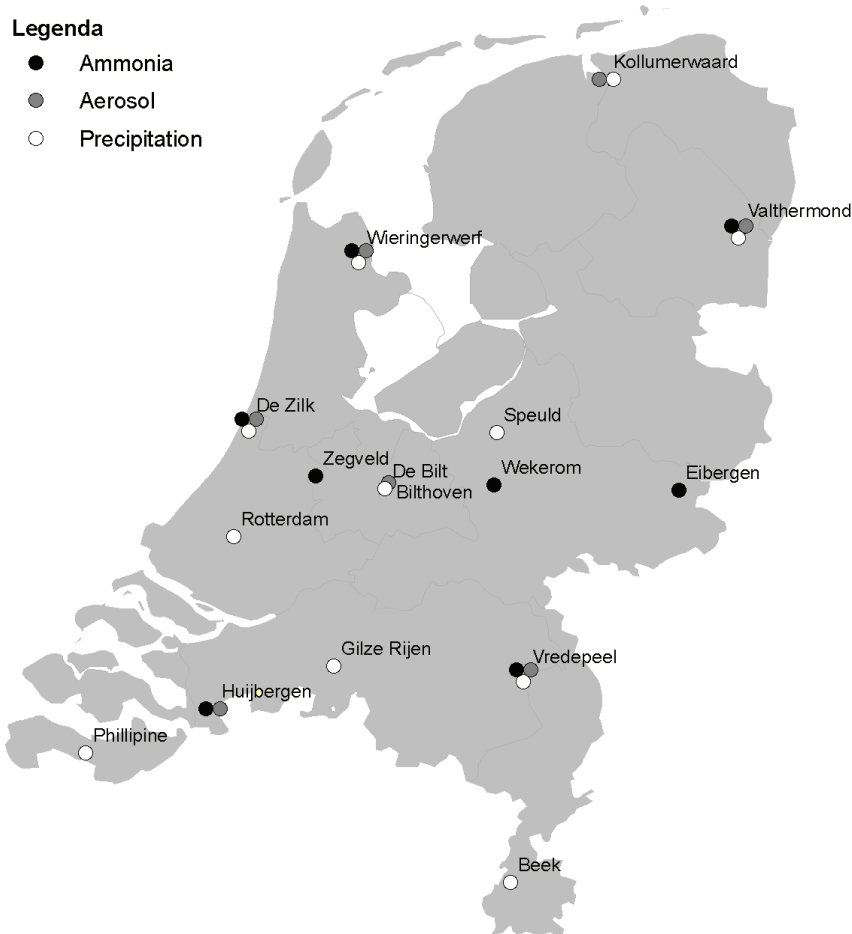 Legenda
Ammonia
Aerosol
Precipitation
Kollumerwaard
Valthermond
Wieringerwerf
De Zilk
Speuld
Zegveld
De Bilt
Wekerom
Bilthoven
Eibergen
Rotterdam
Gilze Rijen
Vredepeel
Huijbergen
Phillipine
Beek